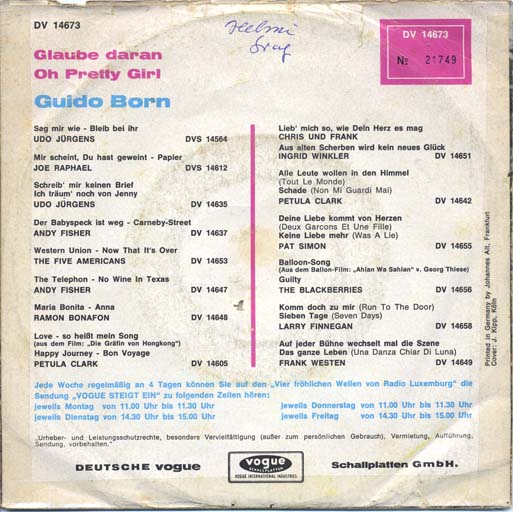 DV 14673
Glaube daran
Oh Pretty Girl
Guido Born
DV 14673
No 21749
Sag mir wie - Bleib bei ihr
UDO JÜRGENS DVS 14564
Mir scheint, Du hast geweint - Papier
JOE RAPHAEL DVS 14612
Schreib' mir keinen Brief
Ich träum' noch von Jenny
UDO JÜRGENS DV 14635
Der Babyspeck ist weg - Carneby-Street
ANDY FISHER DV 14637
Western Union - Now That It's Over
THE FIVE AMERICANS DV 14653
The Telephon - No Wine In Texas
ANDY FISHER DV 14647
Maria Bonita - Anna
RAMON BONAFON DV 14648
Love - so heißt mein Song
(aus dem Film: „Die Gräfin von Hongkong")
Happy Journey - Bon Voyage
PETULA CLARK DV 14605
Lieb' mich so, wie Dein Herz es mag
CHRIS UND FRANK
Aus alten Scherben wird kein neues Glück
INGRID WINKLER DV 14651
Alle Leute wollen in den Himmel
(Tout Le Monde)
Schade (Non Mi Guardi Mai)
PETULA CLARK DV 14642
Deine Liebe kommt von Herzen
(Deux Garcons Et Une Fille)
Keine Liebe mehr (Was A Lie)
PAT SIMON DV 14655
Balloon-Song
(Aus dem Ballon-Film: „Ahlan Wa Sahlan" v. Georg Thiess)
Guilty
THE BLACKBERRIES DV 14656
Komm doch zu mir (Run To The Door)
Sieben Tage (Seven Days)
LARRY FINNEGAN DV 14658
Auf jeder Bühne wechselt mal die Szene
Das ganze Leben (Una Danza Chiar Di Luna)
FRANK WESTEN DV 14649
Printed in Germany by Johannes Alt, Frankfurt
Cover: J. Kipp, Köln
Jede Woche regelmäßig an 4 Tagen können Sie auf den „Vier fröhlichen Wellen von Radio Luxemburg" die
Sendung „VOGUE STEIGT EIN" zu folgenden Zeiten hören:
jeweils Montag von 11.00 Uhr bis 11.30 Uhr
jeweils Dienstag von 14.30 Uhr bis 15.00 Uhr
jeweils Donnerstag von 11.00 Uhr bis 11.30 Uhr
jeweils Freitag von 14.30 Uhr bis 15.00 Uhr
„Urheber- und Leistungsschutzrechte, besonders Vervielfältigung (außer zum persönlichen Gebrauch), Vermietung, Aufführung,
Sendung, vorbehalten."
DEUTSCHE vogue
vogue
SCHALLPLATTEN
VOGUE INTERNATIONAL INDUSTRIES
Schallplatten GmbH.